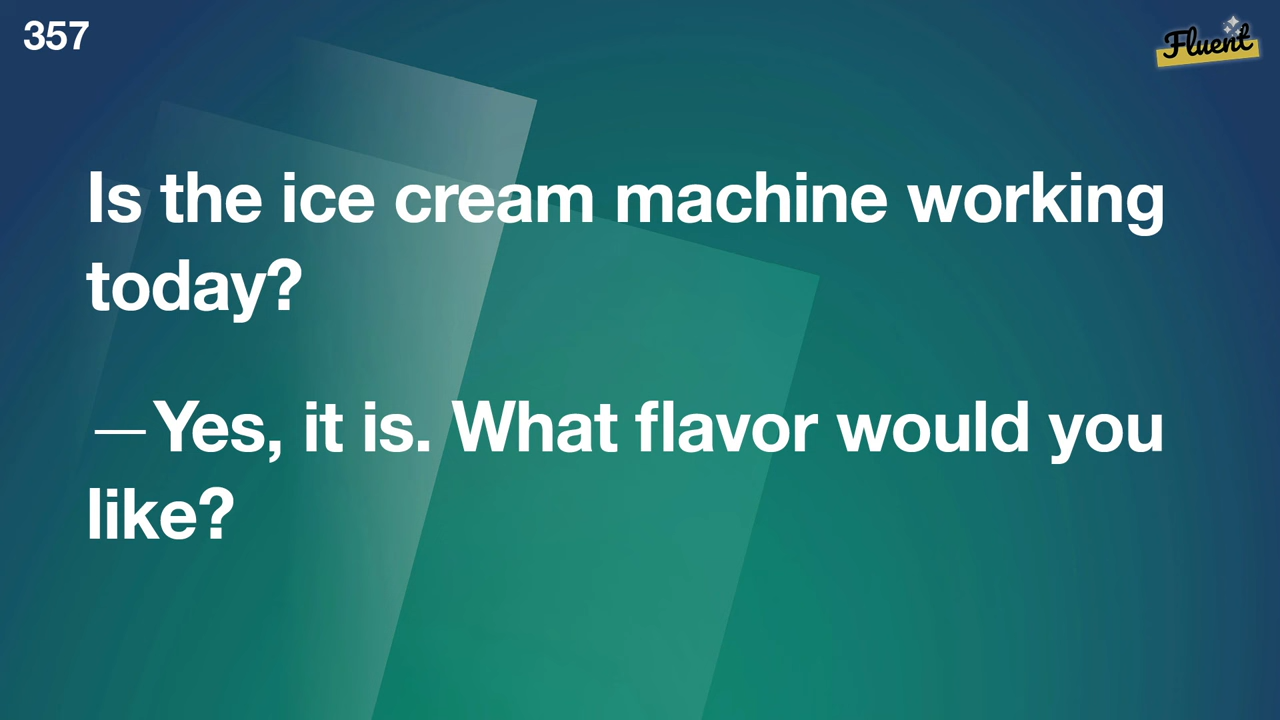 357
Fluent
Is the ice cream machine working
today?
—Yes, it is. What flavor would you
like?